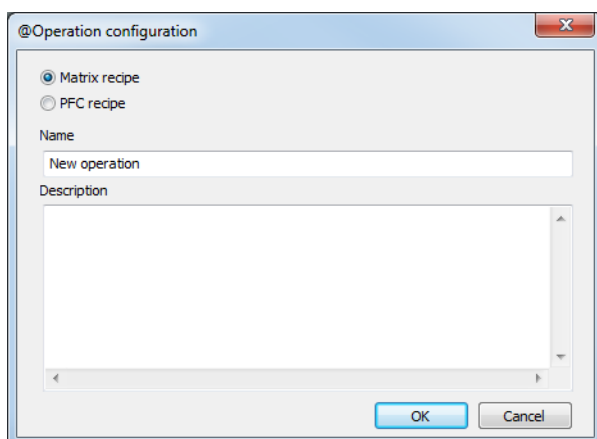 @Operation configuration
Matrix recipe
PFC recipe
Name
New operation
Description
OK Cancel